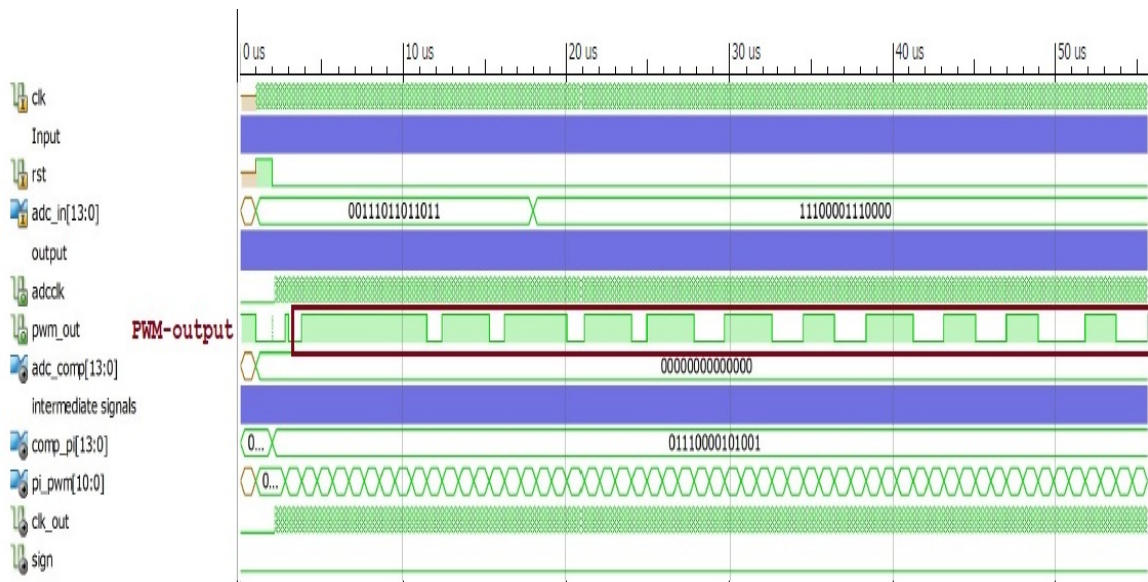 0 us 10 us 20 us 30 us 40 us 50 us
clk
Input
rst
adc_in[13:0] 00111011011011 11100001110000
output
adcclk
pwm_out PWM-output
adc_comp[13:0] 00000000000000
intermediate signals
comp_pi[13:0] 0... 01110000101001
pi_pwm[10:0] 0...
clk_out
sign